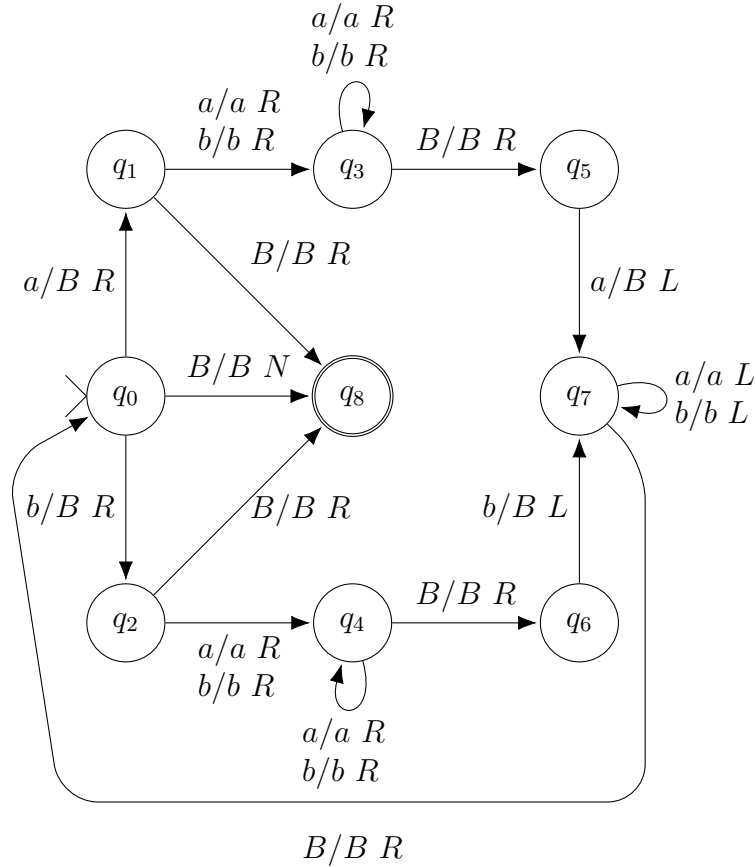 a/a R
b/b R
a/a R
b/b R
B/B R
q1
q3
q5
B/B R
a/B R
a/B L
B/B N
q0
q8
q7
a/a L
b/b L
b/B R
B/B R
b/B L
B/B R
q2
q4
q6
a/a R
b/b R
a/a R
b/b R
B/B R